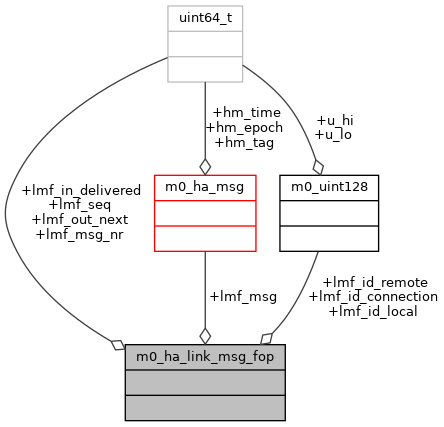 uint64_t
+hm_time
+hm_epoch
+hm_tag
+u_hi
+u_lo
+lmf_in_delivered
+lmf_seq
+lmf_out_next
+lmf_msg_nr
m0_ha_msg
m0_uint128
+lmf_msg
+lmf_id_remote
+lmf_id_connection
+lmf_id_local
m0_ha_link_msg_fop